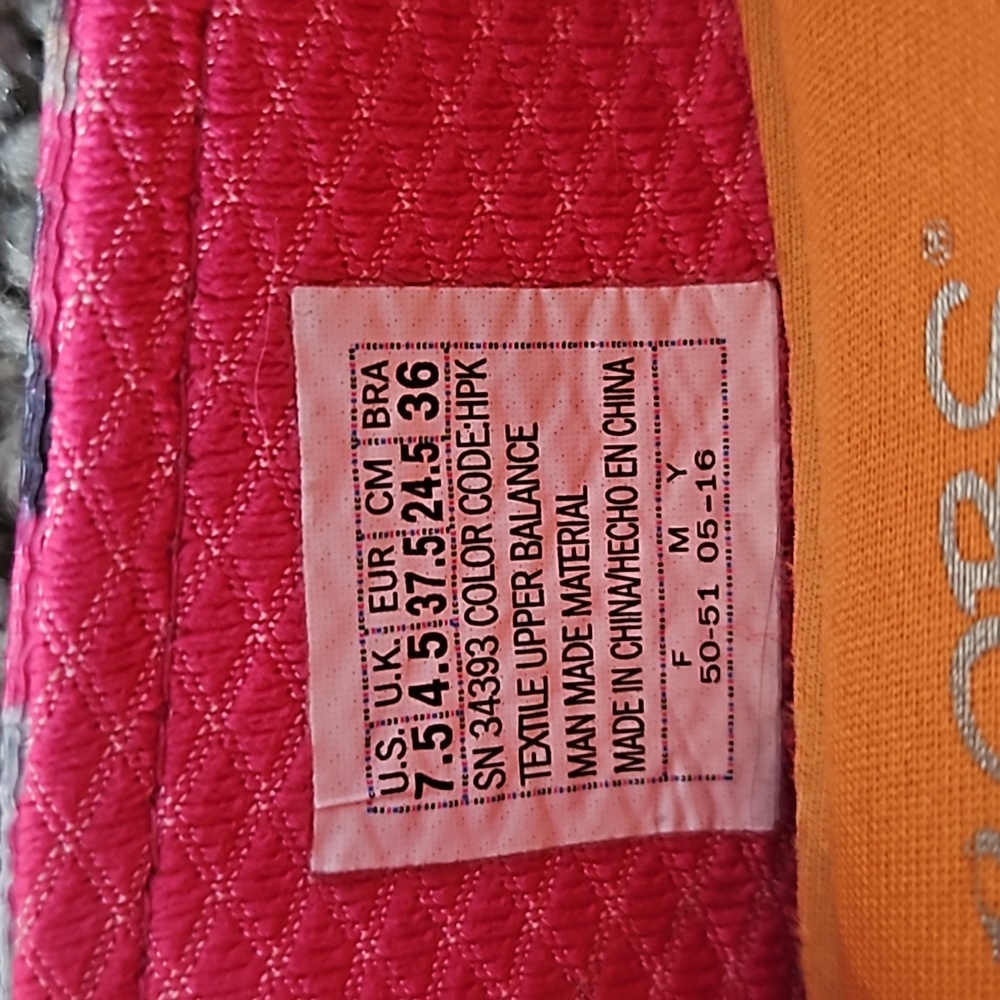 U.S. U.K. EUR CM BRA
7.5 4.5 37.5 24.5 36
SN 34393 COLOR CODE:HPK
TEXTILE UPPER BALANCE
MAN MADE MATERIAL
MADE IN CHINA/HECHO EN CHINA
F M Y
50-51 05-16
OBS®